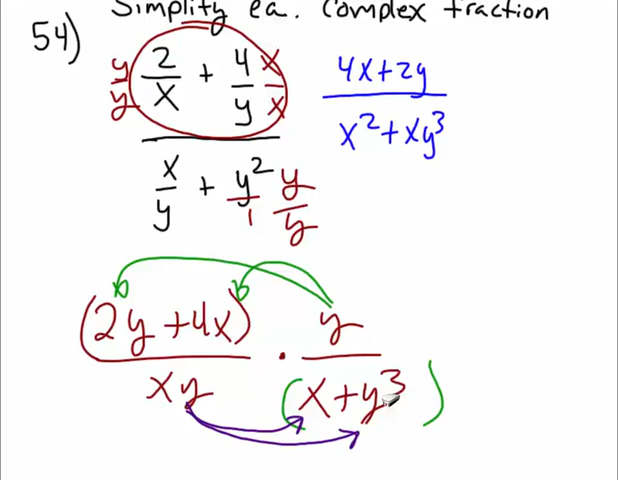 Simplify ea. Complex fraction
54)
y/y 2/x + 4/y x/x
x/y + y²/1 y/y
4x+2y
x²+xy³
(2y+4x) · y
xy (x+y³)